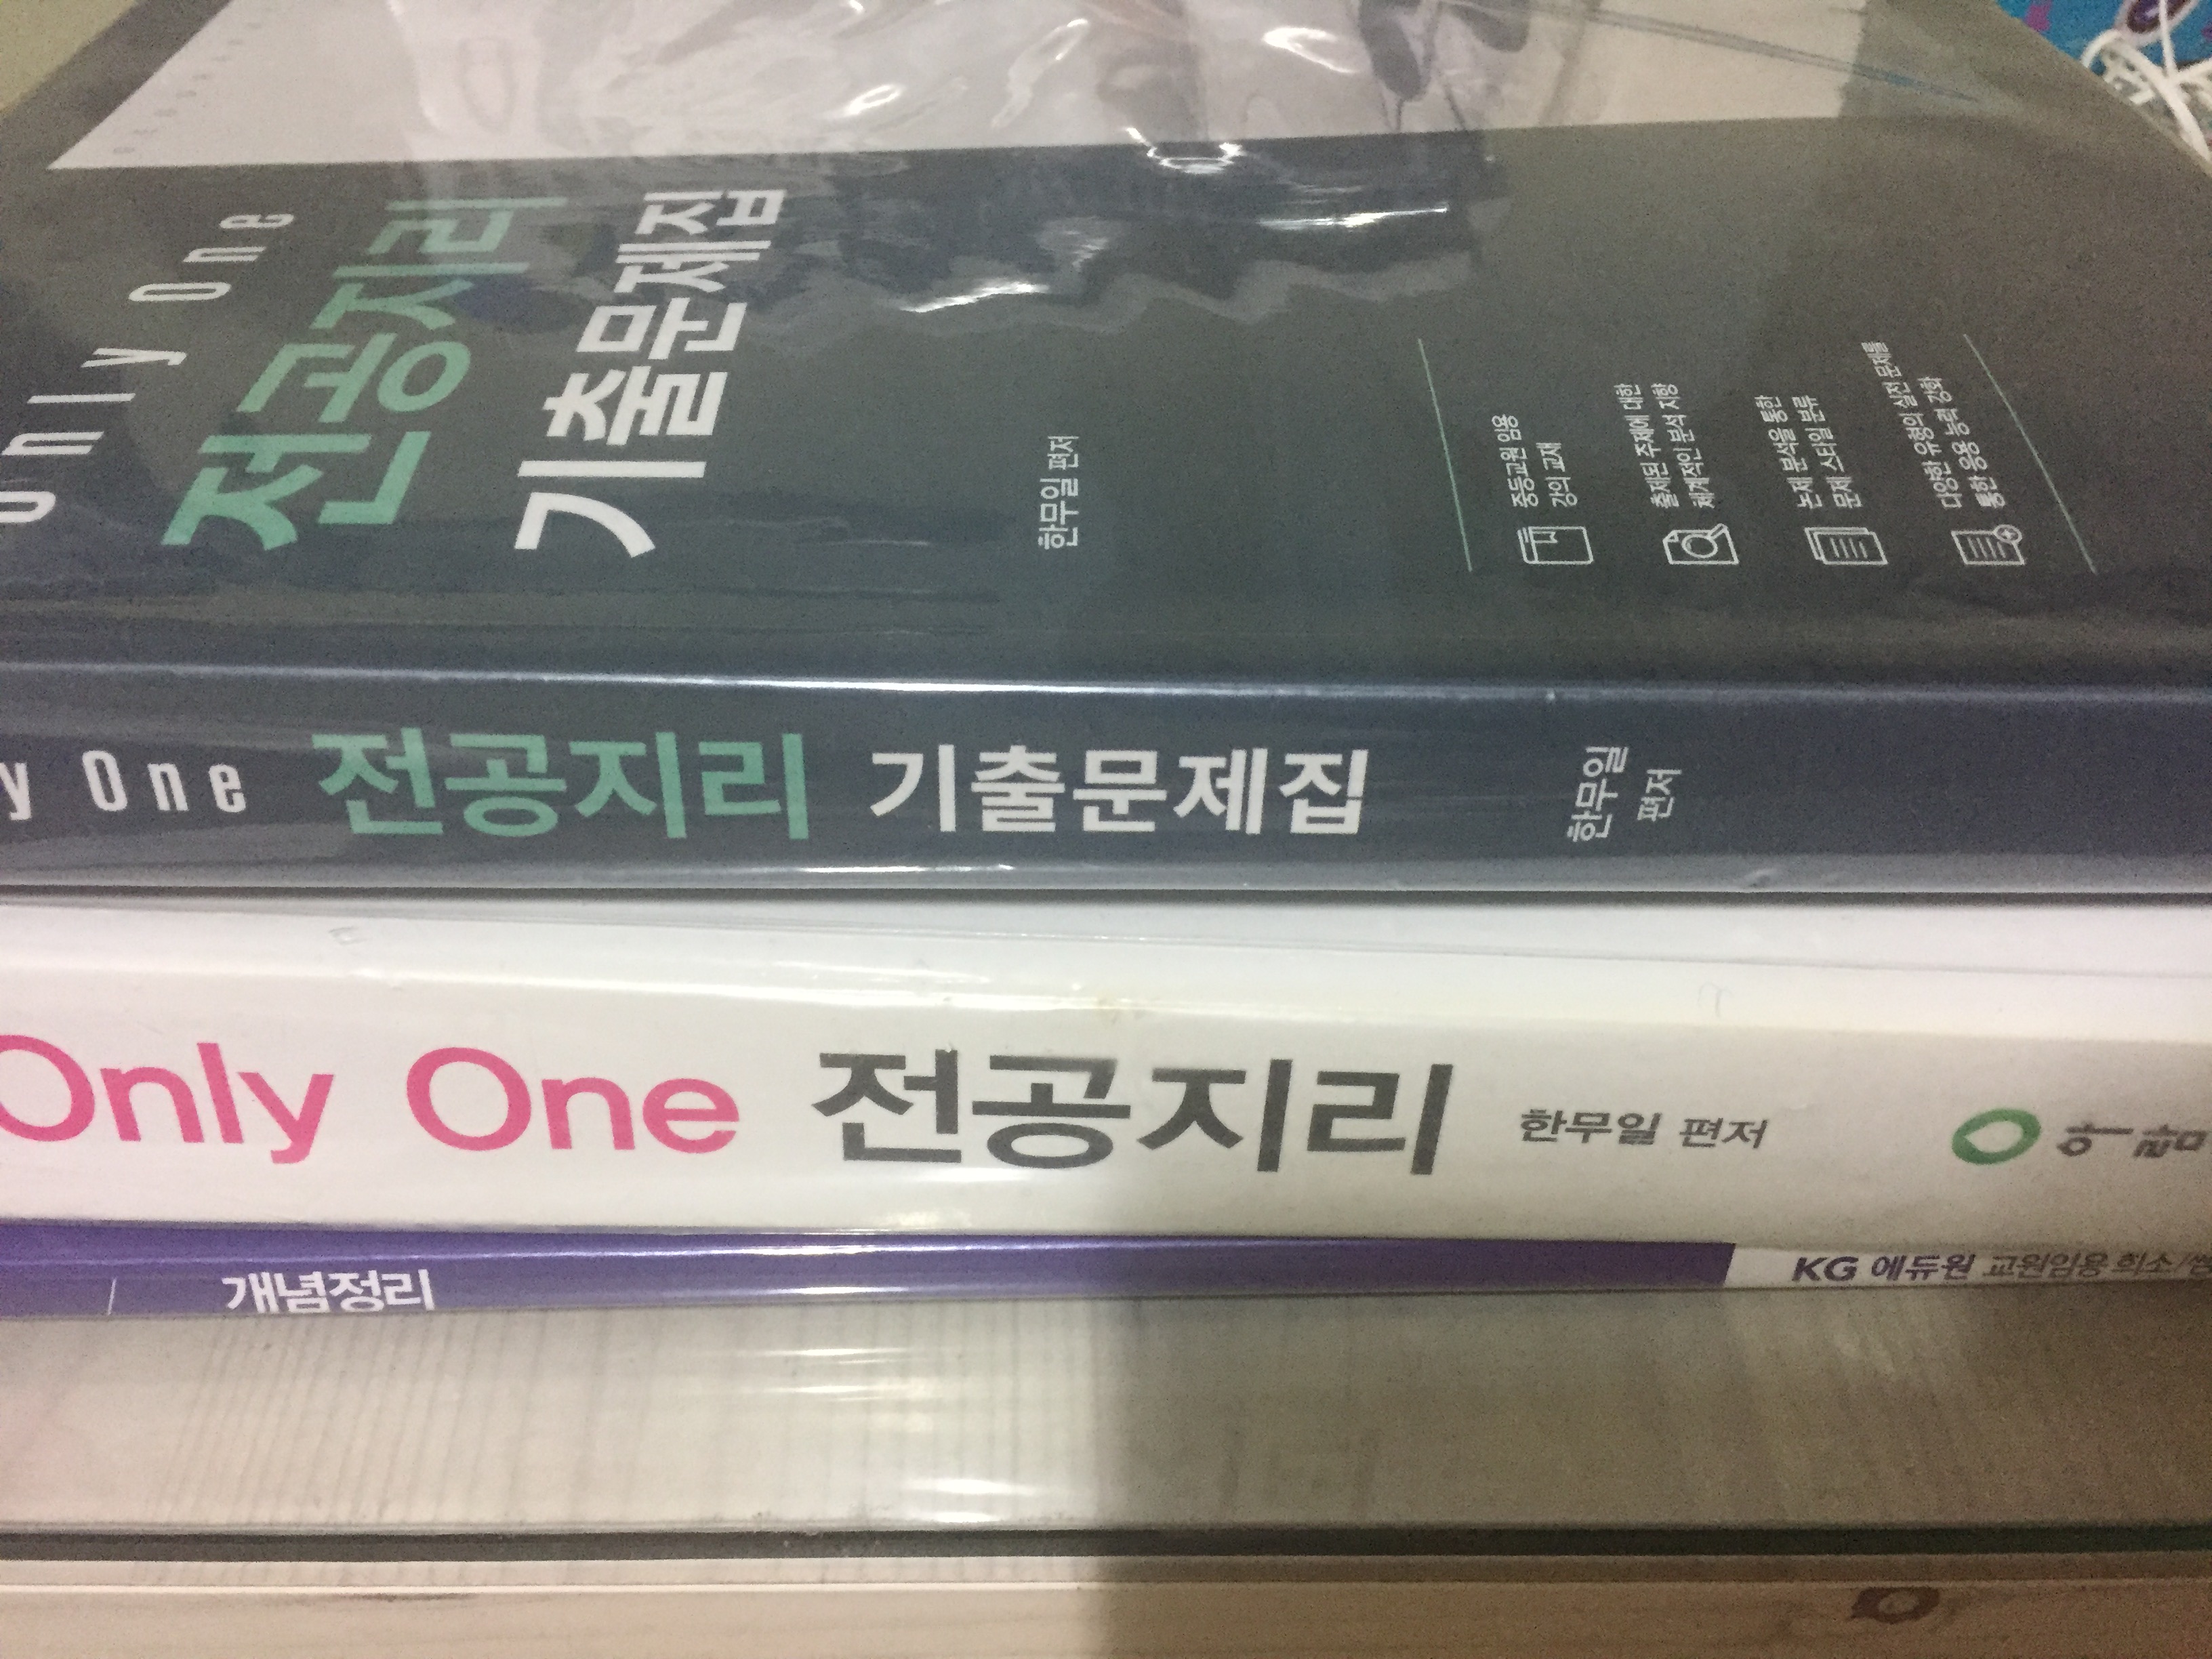 Only One
전공지리
기출문제집
한무일 편저
중등교원 임용
강의 교재
출제된 주제에 대한
체계적인 분석 지향
논제 분석을 통한
문제 스타일 분류
다양한 유형의 실전 문제를
통한 응용 능력 강화
y One 전공지리 기출문제집 한무일 편저
Only One 전공지리 한무일 편저
개념정리 KG 에듀원 교원임용 희소/쌤